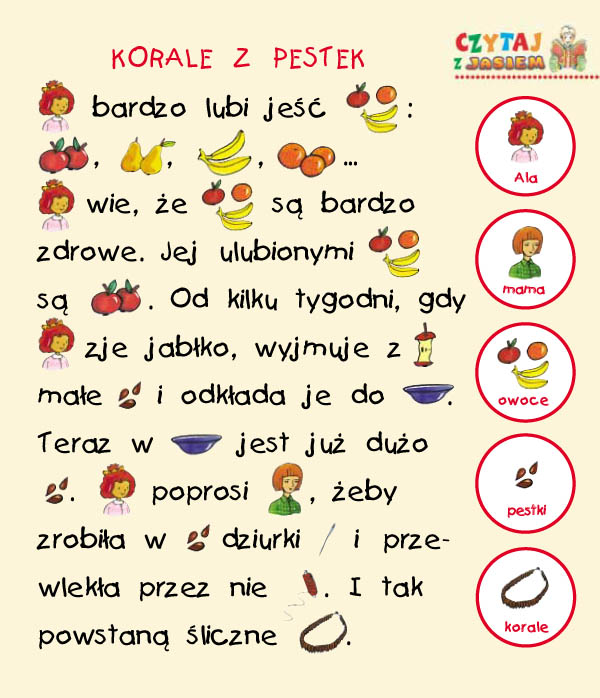 CZYTAJ
Z JASIEM
KORALE Z PESTEK
bardzo lubi jeść :
, , , ...
wie, że są bardzo
zdrowe. Jej ulubionymi
są . Od kilku tygodni, gdy
zje jabłko, wyjmuje z
małe i odkłada je do .
Teraz w jest już dużo
. poprosi , żeby
zrobiła w dziurki i prze-
wlekła przez nie . I tak
powstaną śliczne .
Ala
mama
owoce
pestki
korale